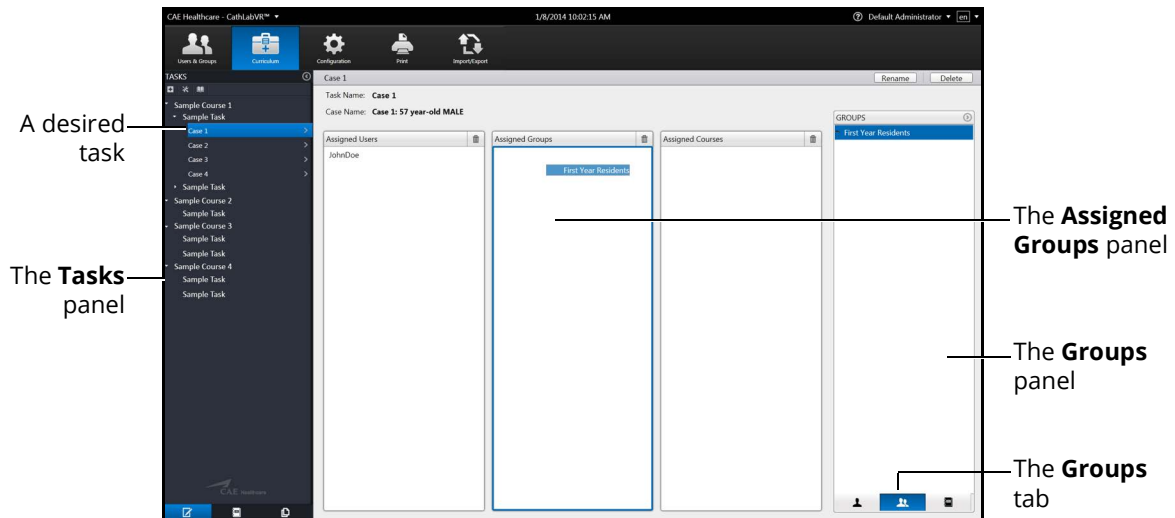 CAE Healthcare - CathLabVR™
1/8/2014 10:02:15 AM
Default Administrator
en
Users & Groups
Curriculum
Configuration
Print
Import/Export
TASKS
Sample Course 1
Sample Task
Case 1
Case 2
Case 3
Case 4
Sample Task
Sample Course 2
Sample Task
Sample Course 3
Sample Task
Sample Task
Sample Course 4
Sample Task
Sample Task
CAE Healthcare
Case 1
Rename
Delete
Task Name: Case 1
Case Name: Case 1: 57 year-old MALE
Assigned Users
JohnDoe
Assigned Groups
First Year Residents
Assigned Courses
GROUPS
First Year Residents
A desired
task
The Tasks
panel
The Assigned
Groups panel
The Groups
panel
The Groups
tab